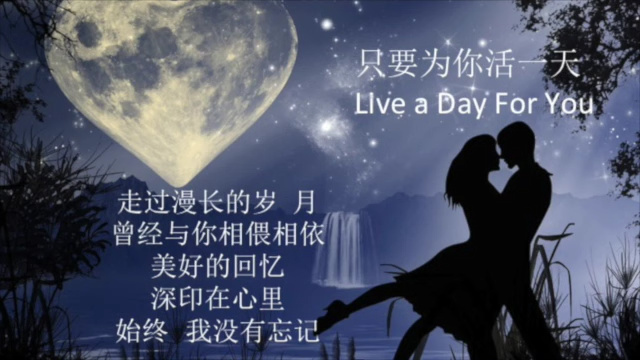 只要为你活一天
LIve a Day For You
走过漫长的岁 月
曾经与你相偎相依
美好的回忆
深印在心里
始终 我没有忘记